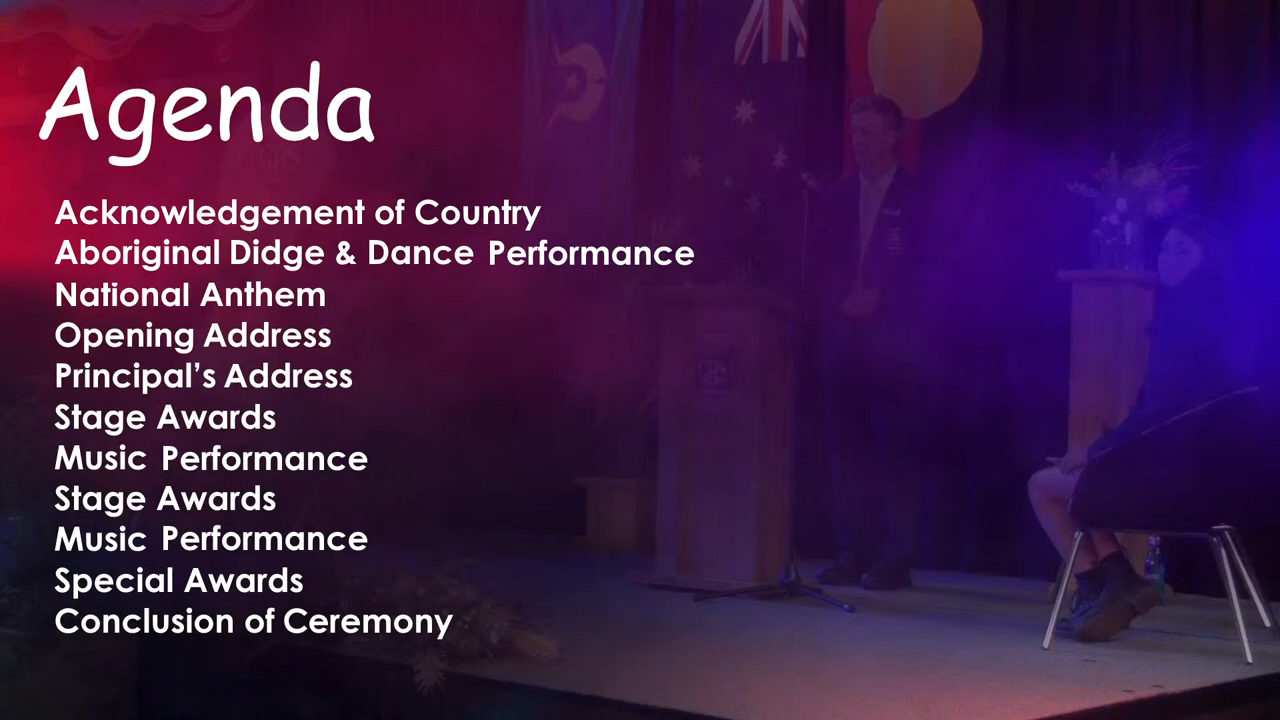 Agenda
Acknowledgement of Country
Aboriginal Didge & Dance Performance
National Anthem
Opening Address
Principal’s Address
Stage Awards
Music Performance
Stage Awards
Music Performance
Special Awards
Conclusion of Ceremony